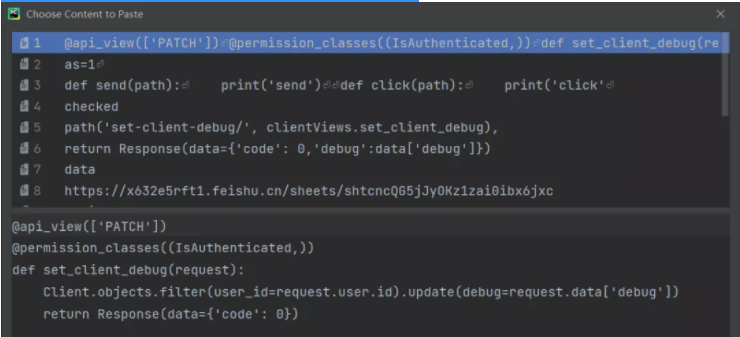 Choose Content to Paste
1 @api_view(['PATCH'])⏎@permission_classes((IsAuthenticated,))⏎def set_client_debug(re
2 as=1⏎
3 def send(path):⏎    print('send')⏎⏎def click(path):⏎    print('click'⏎
4 checked
5 path('set-client-debug/', clientViews.set_client_debug),
6 return Response(data={'code': 0,'debug':data['debug']})
7 data
8 https://x632e5rft1.feishu.cn/sheets/shtcncQG5jJyOKz1zai0ibx6jxc
@api_view(['PATCH'])
@permission_classes((IsAuthenticated,))
def set_client_debug(request):
    Client.objects.filter(user_id=request.user.id).update(debug=request.data['debug'])
    return Response(data={'code': 0})